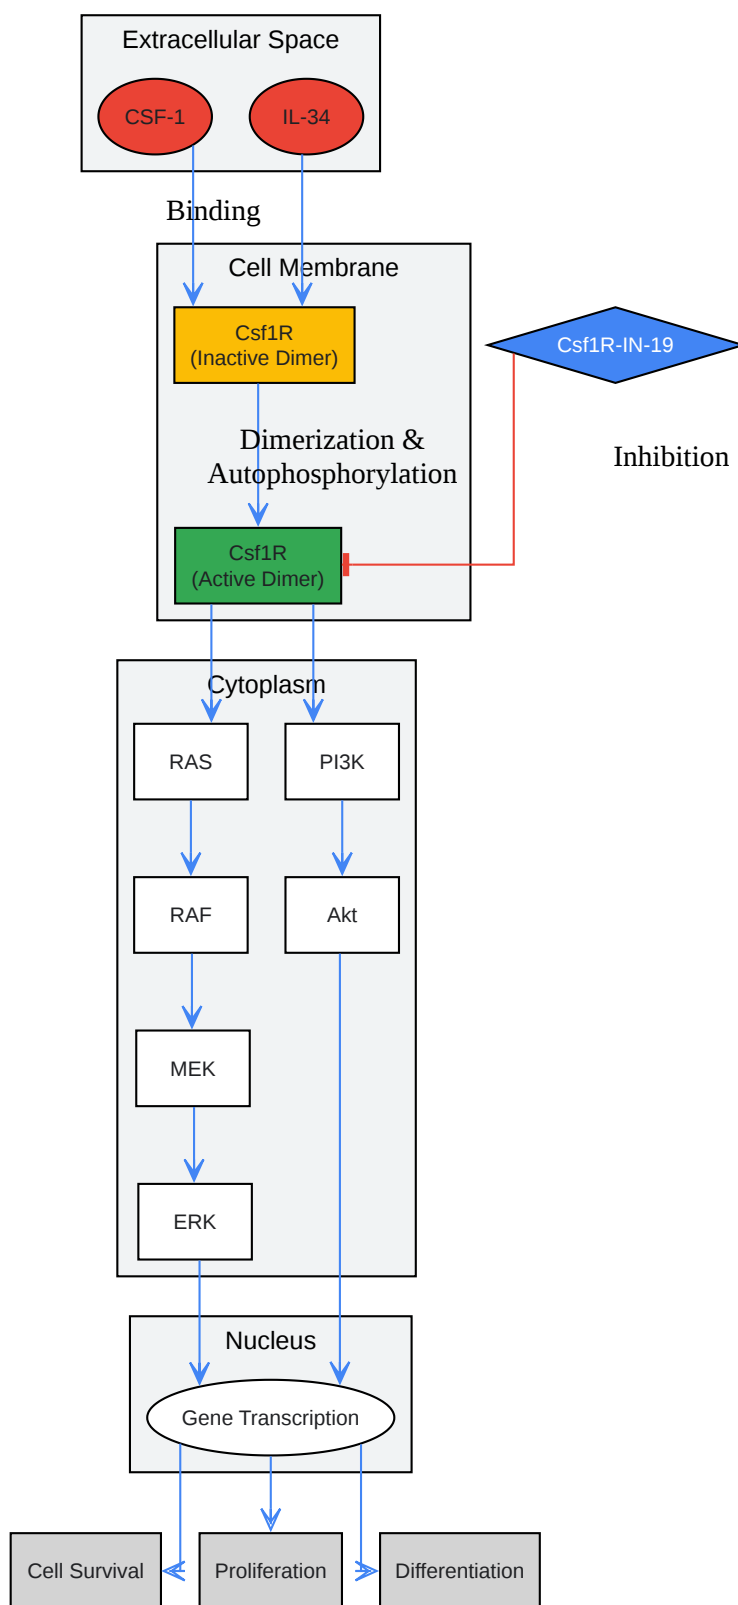 Extracellular Space
CSF-1
IL-34
Binding
Cell Membrane
Csf1R
(Inactive Dimer)
Csf1R-IN-19
Dimerization &
Autophosphorylation
Inhibition
Csf1R
(Active Dimer)
Cytoplasm
RAS
PI3K
RAF
Akt
MEK
ERK
Nucleus
Gene Transcription
Cell Survival
Proliferation
Differentiation